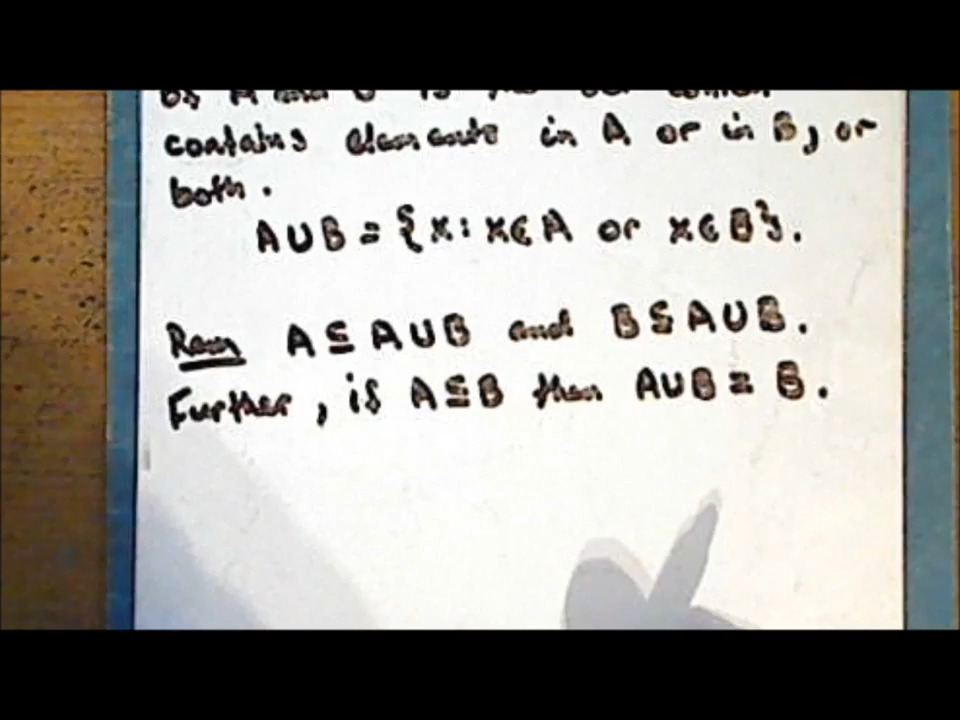 contains elements in A or in B, or
both.
A∪B = {x: x∈A or x∈B}.
Rem A⊆A∪B and B⊆A∪B.
Further, if A⊆B then A∪B = B.